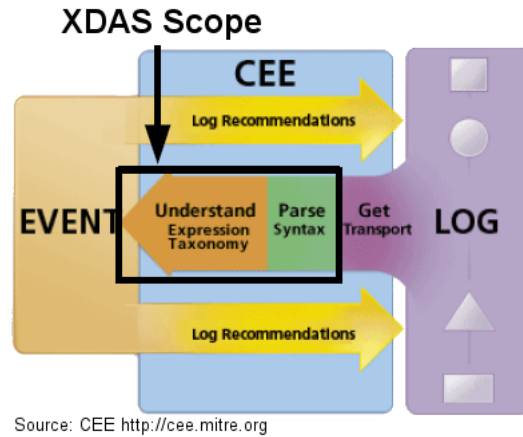 XDAS Scope
CEE
Log Recommendations
EVENT
Understand
Expression
Taxonomy
Parse
Syntax
Get
Transport
LOG
Log Recommendations
Source: CEE http://cee.mitre.org